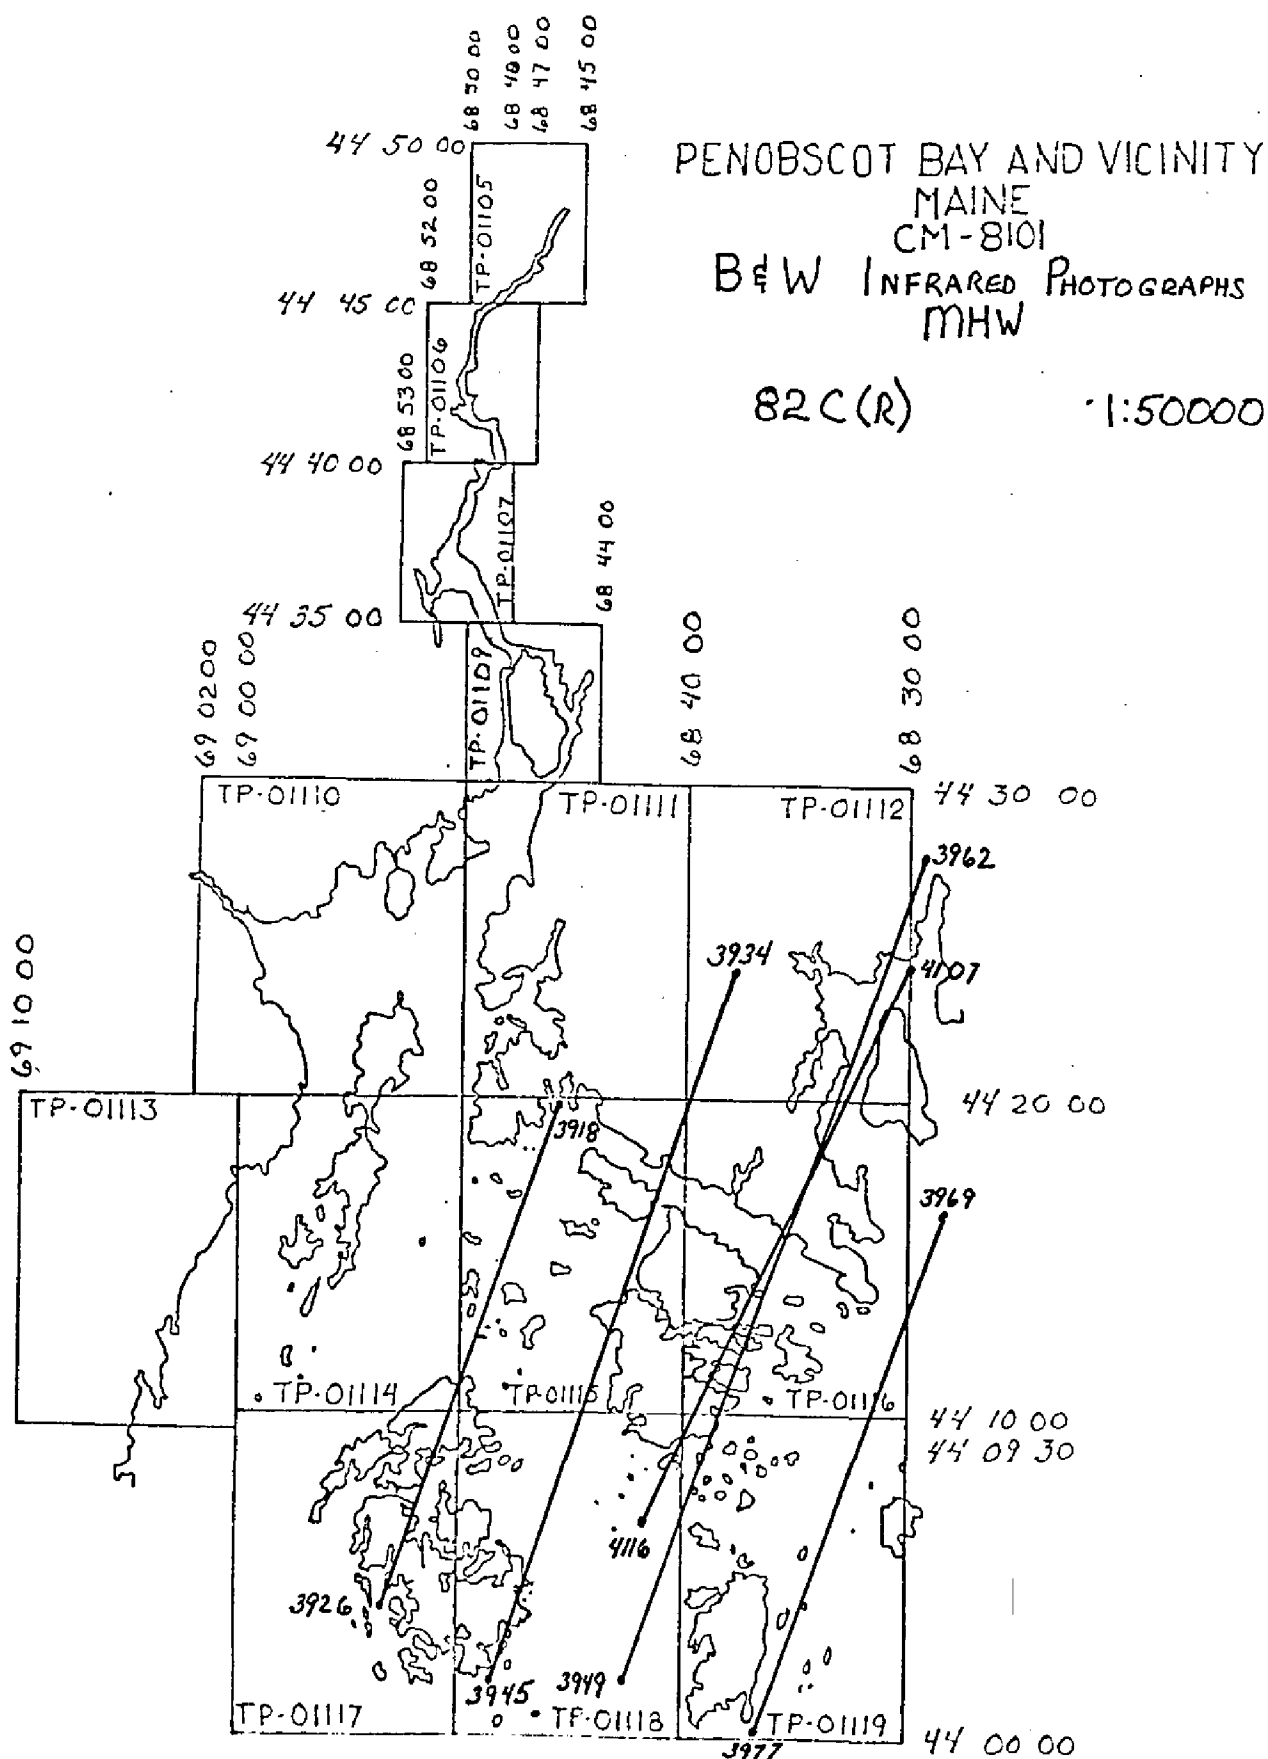 68 50 00
68 48 00
68 47 00
68 45 00
44 50 00
PENOBSCOT BAY AND VICINITY
MAINE
CM-8101
B & W INFRARED PHOTOGRAPHS
MHW
82C(R) 1:50000
TP-01105
68 52 00
44 45 00
TP-01106
68 53 00
44 40 00
TP-01107
68 44 00
44 35 00
TP-01109
69 02 00
69 00 00
68 40 00
68 30 00
TP-01110
TP-01111
TP-01112
44 30 00
3962
3934
4107
69 10 00
TP-01113
44 20 00
3918
3969
TP-01114
TP-01115
TP-01116
44 10 00
44 09 30
4116
3926
3945
3949
TP-01117
TP-01118
TP-01119
44 00 00
3977